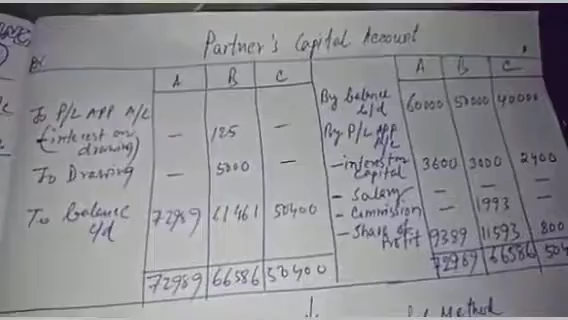 Partner's Capital Account
Dr
A B C A B C
To P/L APP A/C By balance b/d 60000 50000 40000
(interest on drawing) — 125 — By P/L APP A/C
To Drawing — 5000 — - interest on Capital 3600 3000 2400
- Salary — — —
To balance c/d 72989 61461 50400 - Commission — 1993 —
- Share of Profit 9389 11593 800
72989 66586 50400 72989 66586 504
Method